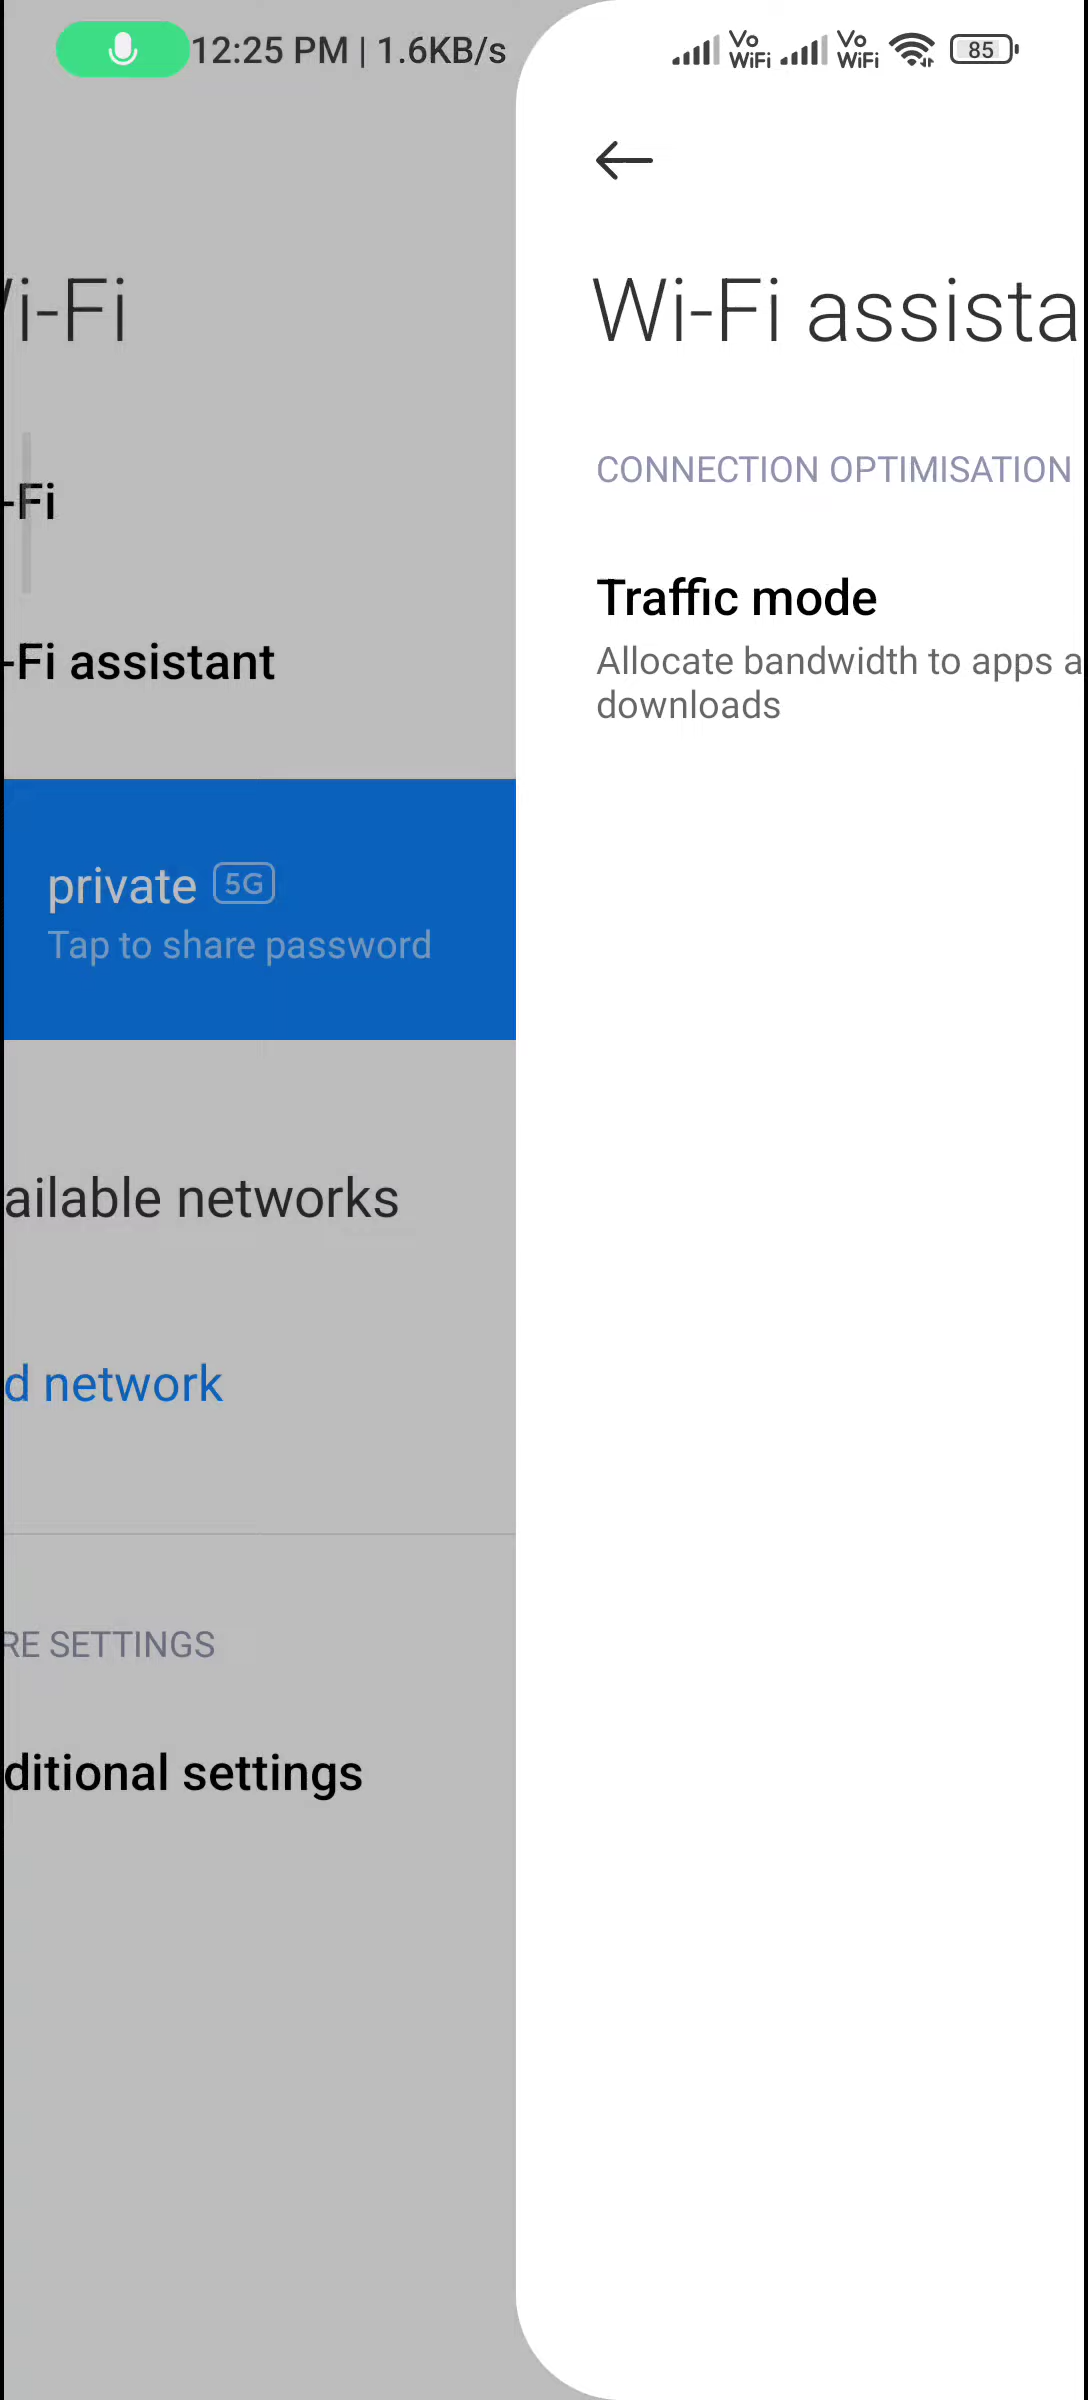 12:25 PM | 1.6KB/s
Vo
WiFi
Vo
WiFi
85
i-Fi
-Fi
-Fi assistant
private 5G
Tap to share password
ailable networks
d network
RE SETTINGS
ditional settings
Wi-Fi assista
CONNECTION OPTIMISATION
Traffic mode
Allocate bandwidth to apps a
downloads